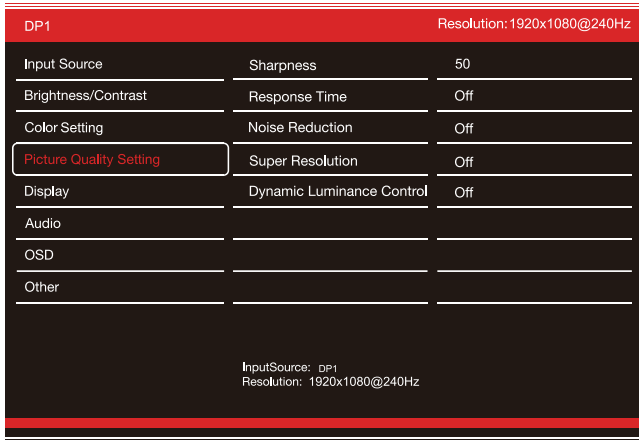 DP1 Resolution:1920x1080@240Hz
Input Source Sharpness 50
Brightness/Contrast Response Time Off
Color Setting Noise Reduction Off
Picture Quality Setting Super Resolution Off
Display Dynamic Luminance Control Off
Audio
OSD
Other
InputSource: DP1
Resolution: 1920x1080@240Hz